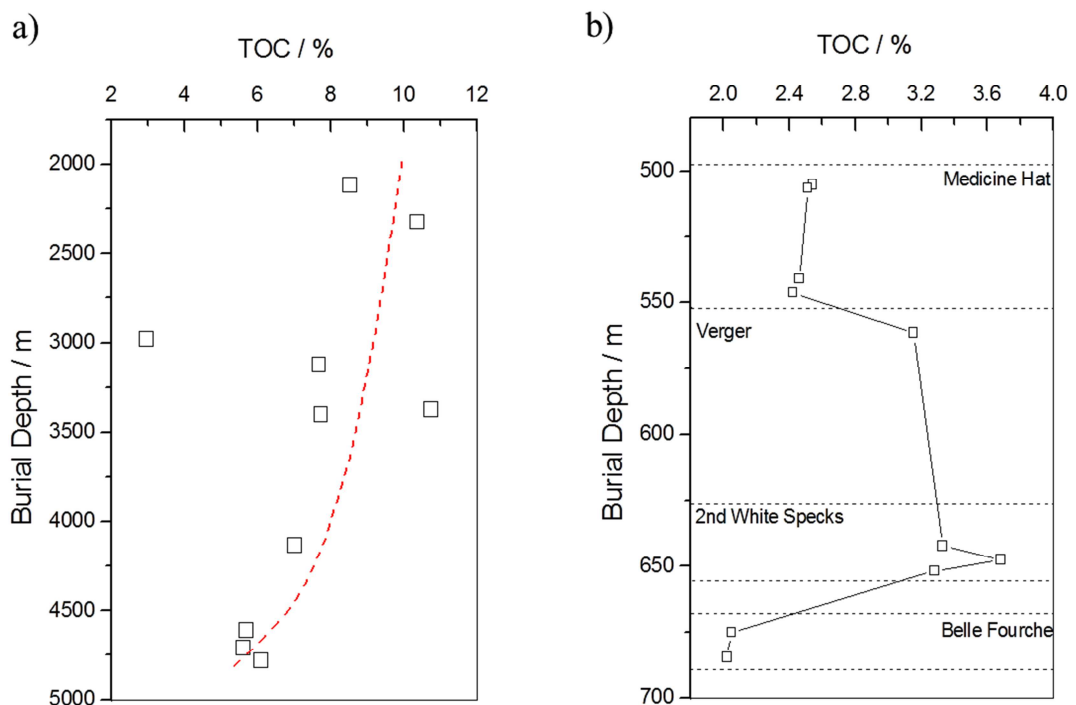 a)
TOC / %
2 4 6 8 10 12
2000
2500
3000
3500
4000
4500
5000
Burial Depth / m
b)
TOC / %
2.0 2.4 2.8 3.2 3.6 4.0
500
550
600
650
700
Burial Depth / m
Medicine Hat
Verger
2nd White Specks
Belle Fourche